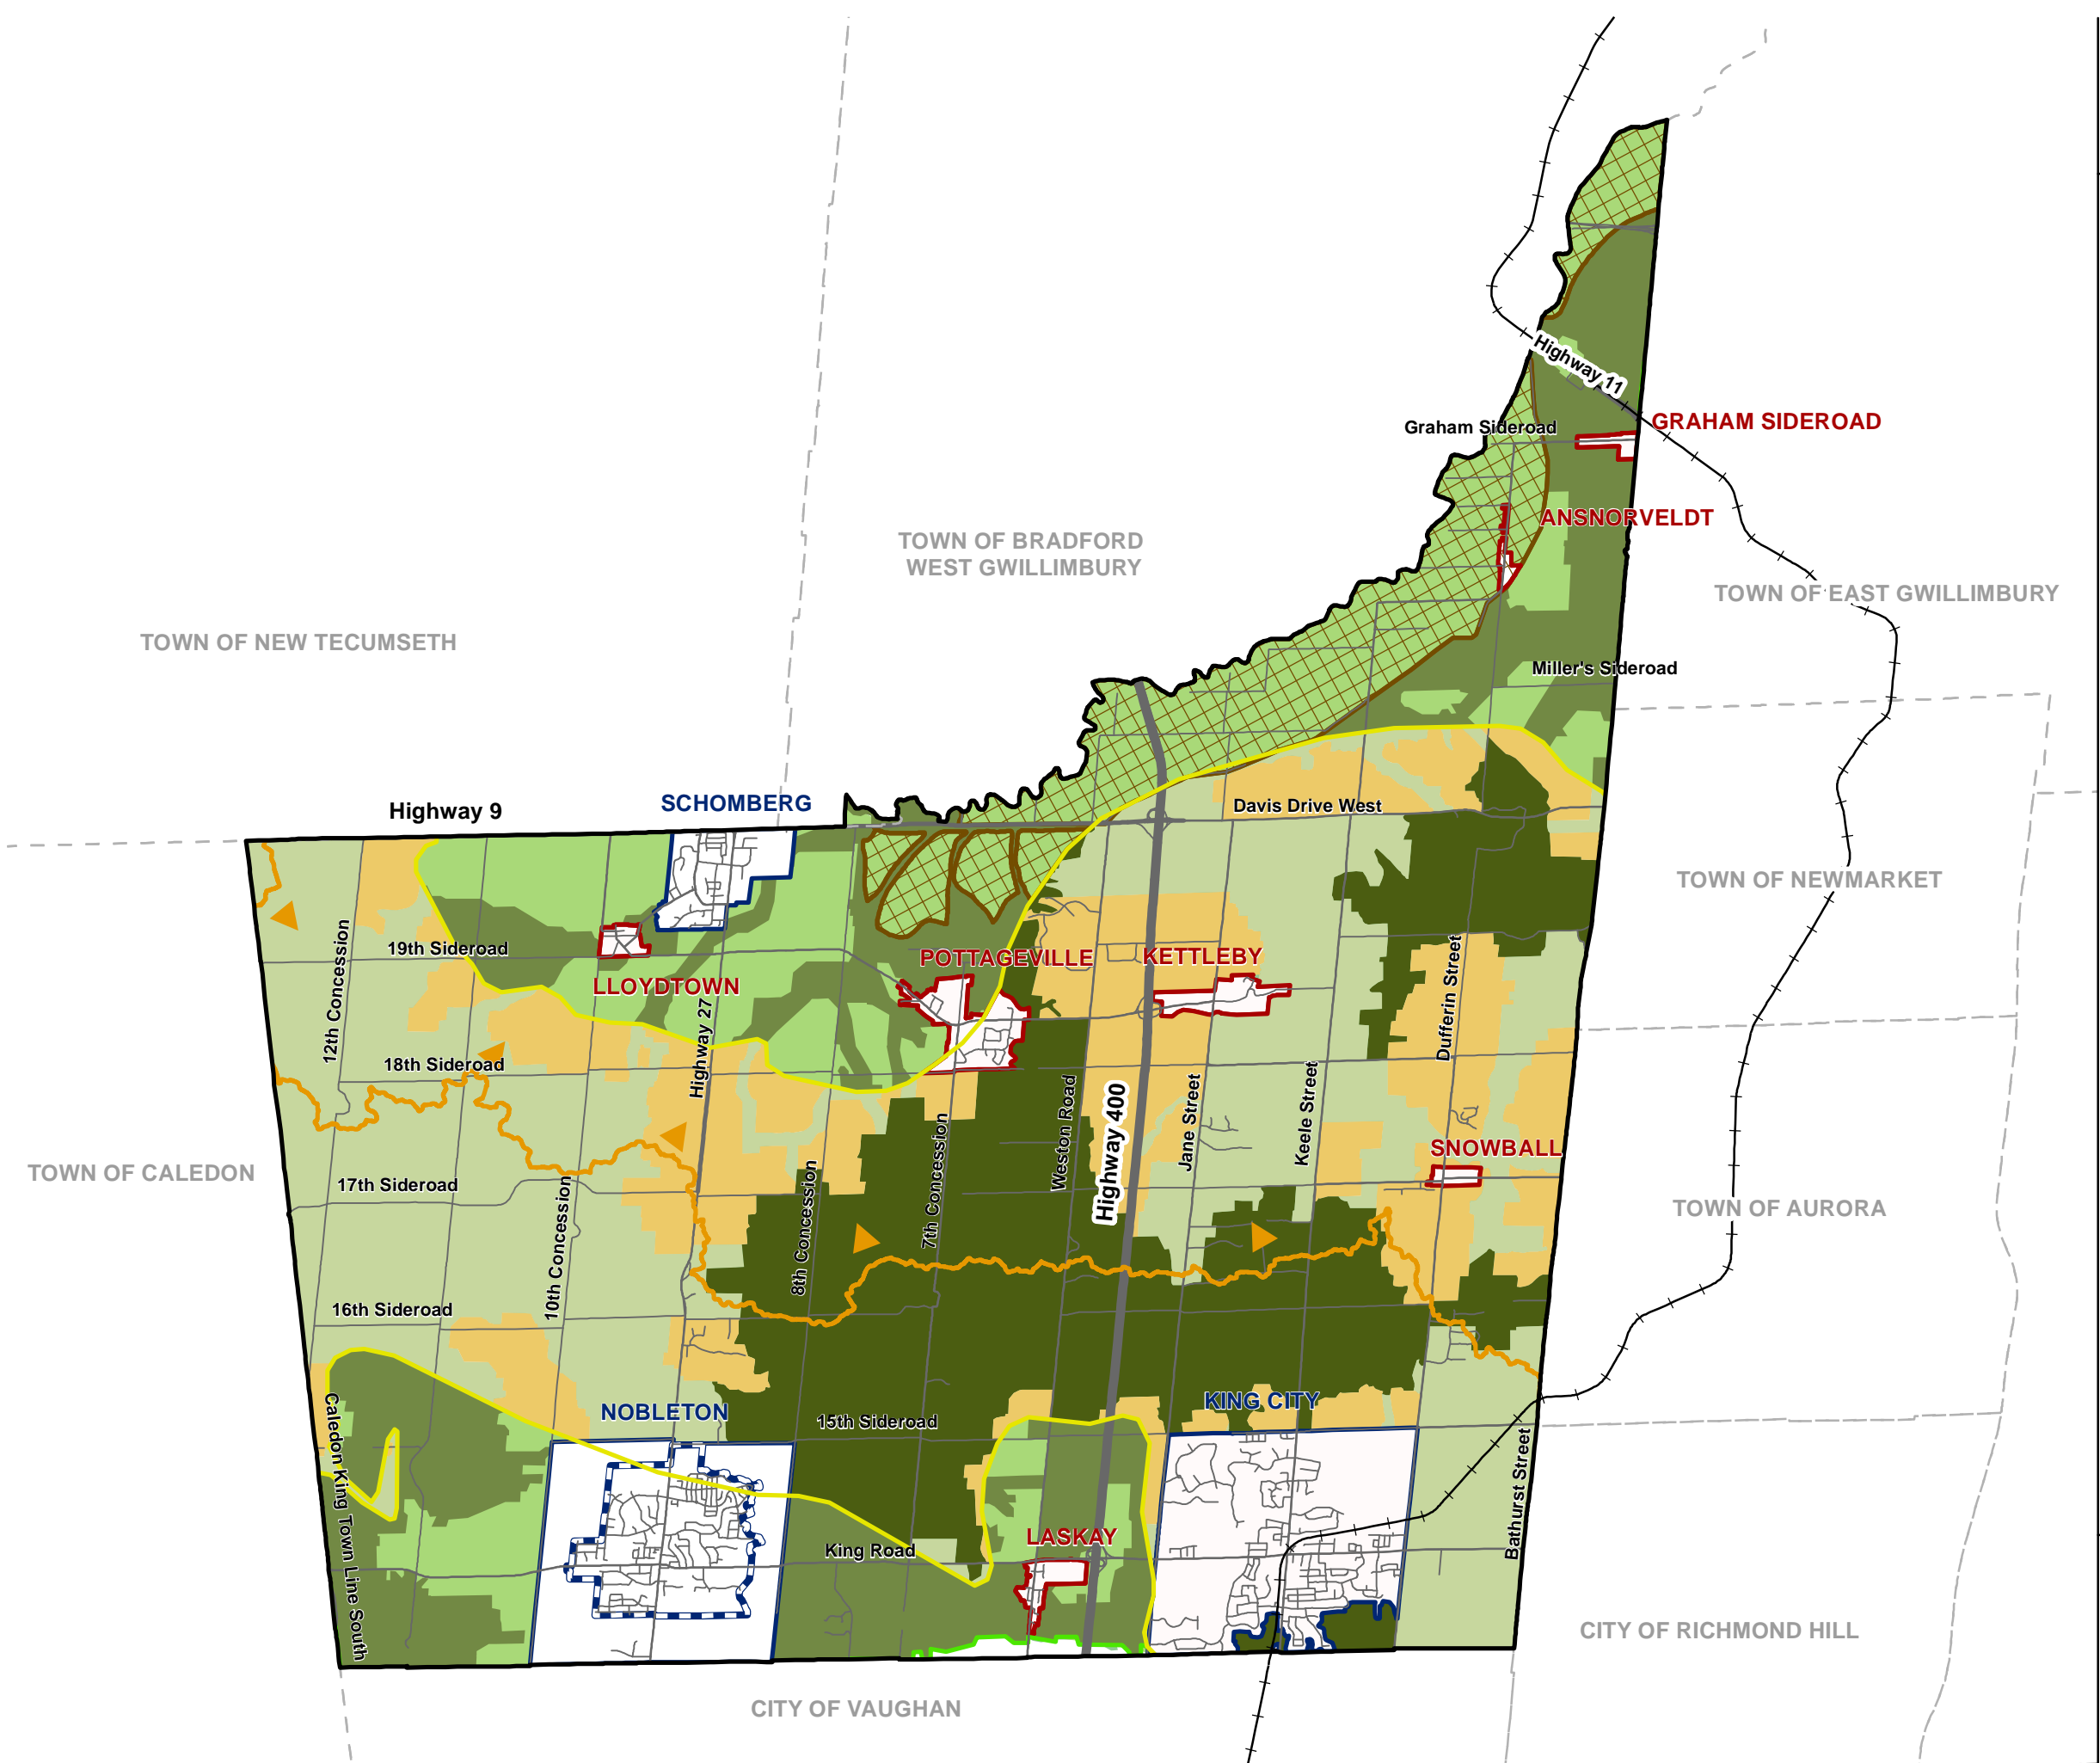 Highway 11
GRAHAM SIDEROAD
Graham Sideroad
ANSNORVELDT
TOWN OF BRADFORD
WEST GWILLIMBURY
TOWN OF EAST GWILLIMBURY
TOWN OF NEW TECUMSETH
Miller's Sideroad
SCHOMBERG
Davis Drive West
Highway 9
TOWN OF NEWMARKET
19th Sideroad
12th Concession
POTTAGEVILLE
KETTLEBY
LLOYDTOWN
Dufferin Street
Highway 27
18th Sideroad
Weston Road
Highway 400
Jane Street
Keele Street
SNOWBALL
TOWN OF CALEDON
17th Sideroad
10th Concession
8th Concession
7th Concession
TOWN OF AURORA
16th Sideroad
KING CITY
NOBLETON
15th Sideroad
Caledon King Town Line South
Bathurst Street
LASKAY
King Road
CITY OF RICHMOND HILL
CITY OF VAUGHAN